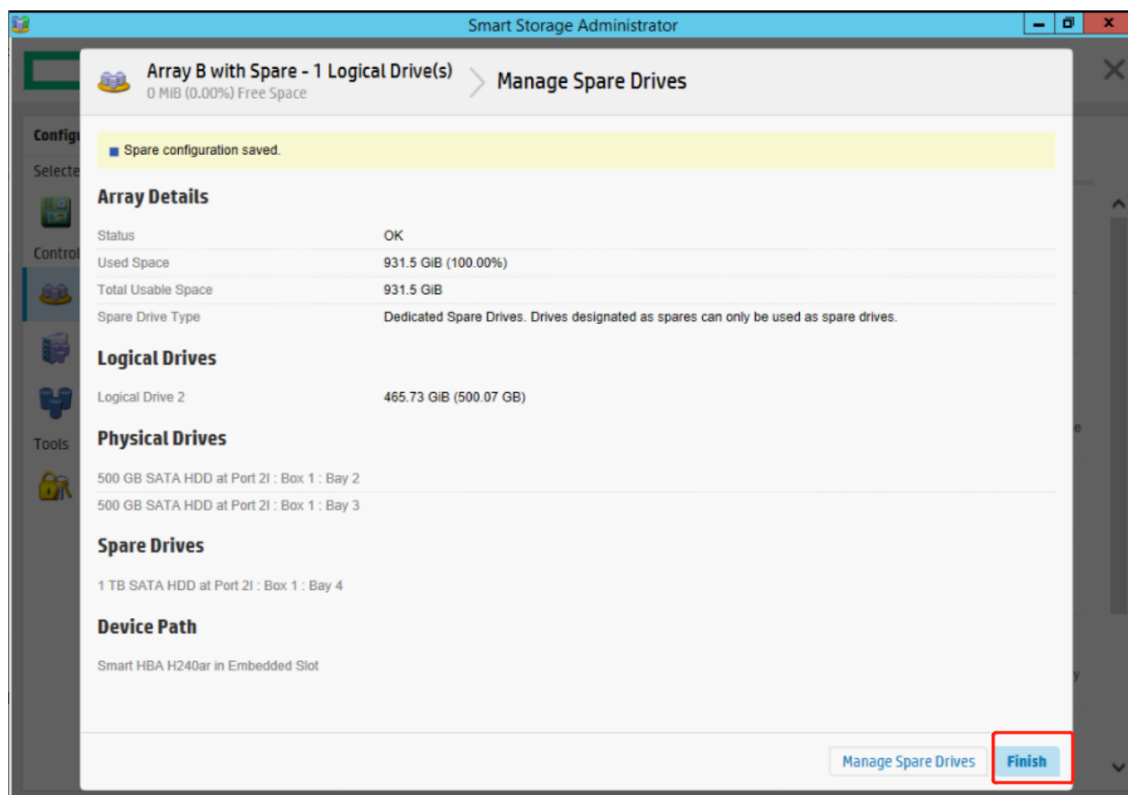 Smart Storage Administrator
Array B with Spare - 1 Logical Drive(s)
0 MiB (0.00%) Free Space
Manage Spare Drives
Configu
Spare configuration saved.
Selecte
Array Details
Status OK
Control
Used Space 931.5 GiB (100.00%)
Total Usable Space 931.5 GiB
Spare Drive Type Dedicated Spare Drives. Drives designated as spares can only be used as spare drives.
Logical Drives
Logical Drive 2 465.73 GiB (500.07 GB)
e
Physical Drives
Tools
500 GB SATA HDD at Port 2I : Box 1 : Bay 2
500 GB SATA HDD at Port 2I : Box 1 : Bay 3
Spare Drives
1 TB SATA HDD at Port 2I : Box 1 : Bay 4
Device Path
Smart HBA H240ar in Embedded Slot
y
Manage Spare Drives
Finish